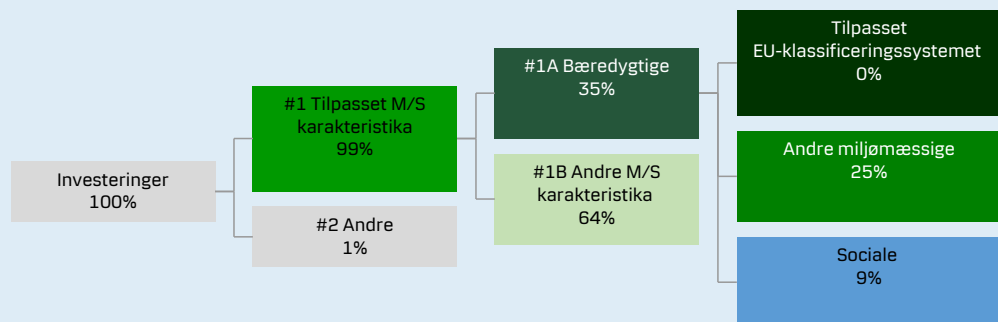 Investeringer
100%
#1 Tilpasset M/S
karakteristika
99%
#2 Andre
1%
#1A Bæredygtige
35%
#1B Andre M/S
karakteristika
64%
Tilpasset
EU-klassificeringssystemet
0%
Andre miljømæssige
25%
Sociale
9%